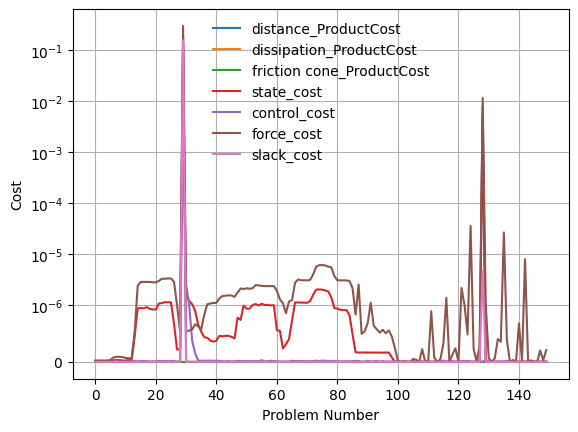 distance_ProductCost
dissipation_ProductCost
friction cone_ProductCost
state_cost
control_cost
force_cost
slack_cost
Cost
10⁻¹
10⁻²
10⁻³
10⁻⁴
10⁻⁵
10⁻⁶
0
0 20 40 60 80 100 120 140
Problem Number